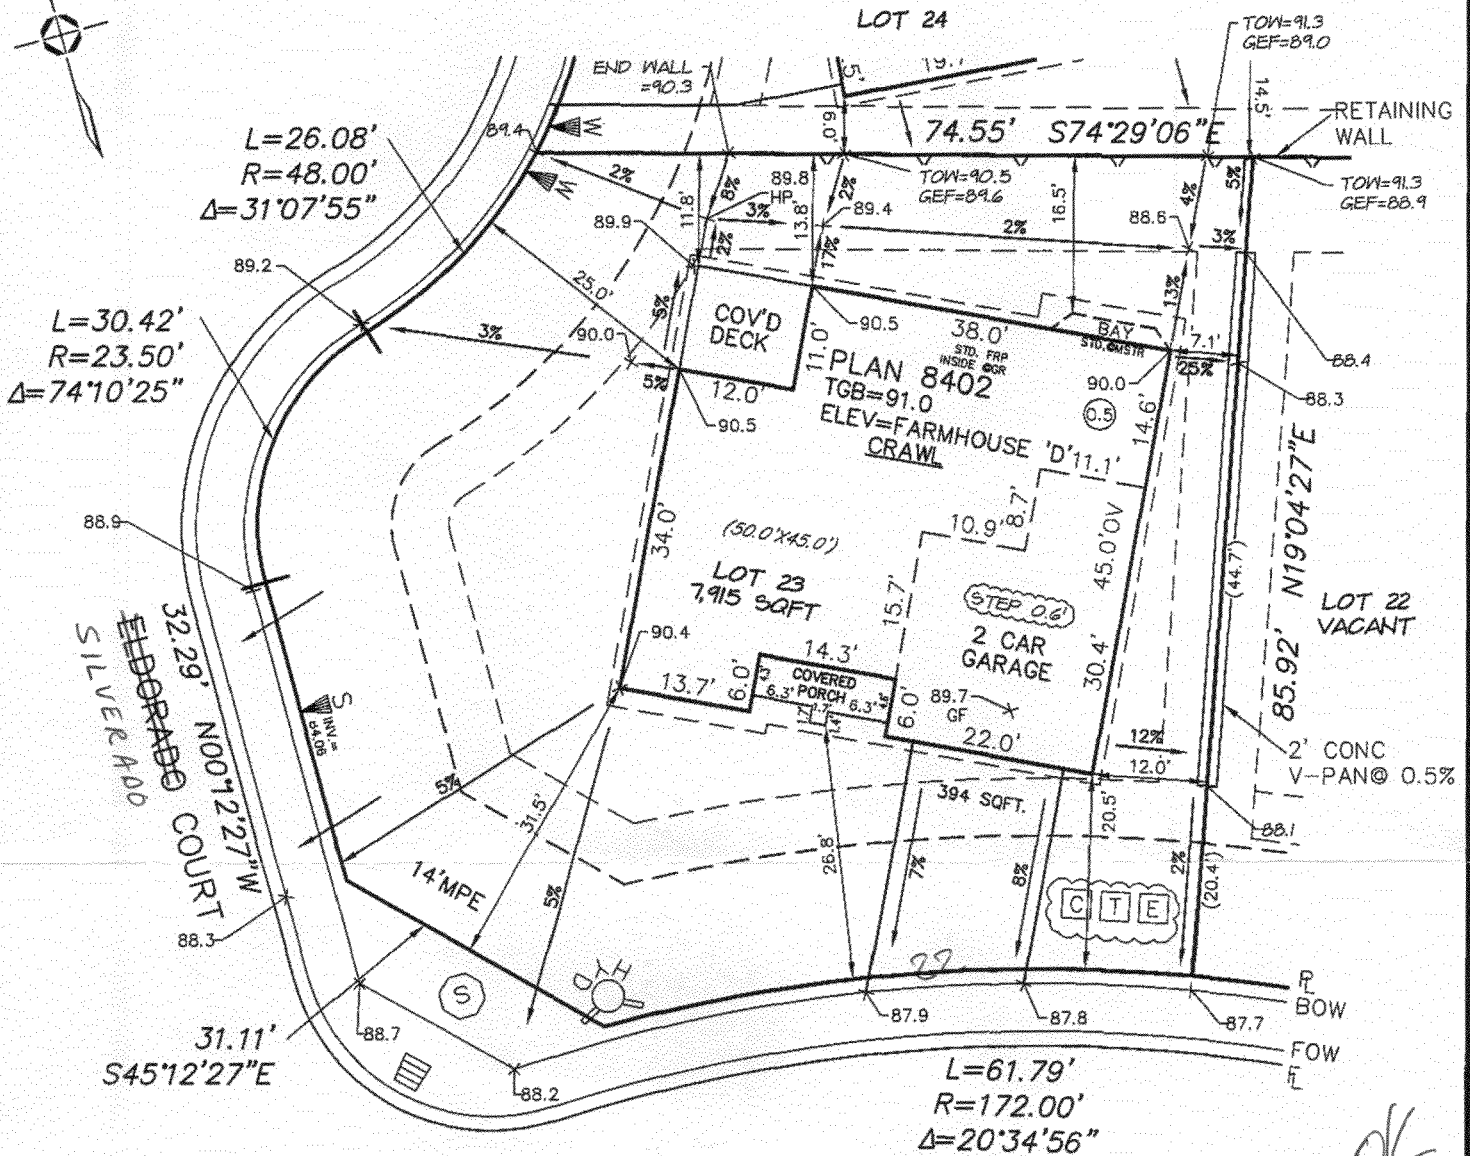 LOT 24
TOW=91.3
GEF=89.0
END WALL
=90.3
5'
19.1'
14.5'
RETAINING
WALL
L=26.08'
R=48.00'
Δ=31°07'55"
89.4
W
W
6.0'
74.55' S74°29'06"E
TOW=90.5
GEF=89.6
TOW=91.3
GEF=88.9
2%
11.8'
8%
89.8
HP
3%
2%
13.8'
2%
89.4
17%
16.5'
2%
88.6
4%
5%
3%
13%
89.9
89.2
25.0'
L=30.42'
R=23.50'
Δ=74°10'25"
3%
90.0
5%
5%
COV'D
DECK
12.0'
11.0'
90.5
90.5
38.0'
STD. FRP
INSIDE @GR
BAY
STD.@MSTR
7.1'
25%
88.4
88.3
90.0
0.5
14.6'
PLAN 8402
TGB=91.0
ELEV=FARMHOUSE 'D'
CRAWL
11.1'
8.7'
10.9'
45.0'OV
34.0'
(50.0'X45.0')
LOT 23
7,915 SQFT
15.7'
STEP 0.6'
2 CAR
GARAGE
30.4'
(44.7')
85.92' N19°04'27"E
LOT 22
VACANT
88.9
32.29' N00°12'27"W
ELDORADO COURT
SILVERADO
S
INV.=
84.06
90.4
13.7'
6.0'
14.3'
COVERED
PORCH
6.3'
6.3'
6.0'
89.7
GF
22.0'
12%
12.0'
2' CONC
V-PAN@ 0.5%
5%
31.5'
14'MPE
5%
26.8'
394 SQFT.
7%
8%
20.5'
2%
(20.4')
88.1
C T E
88.3
31.11'
S45°12'27"E
88.7
S
HYD
88.2
22
87.9
87.8
87.7
PL
BOW
FOW
FL
L=61.79'
R=172.00'
Δ=20°34'56"
OK